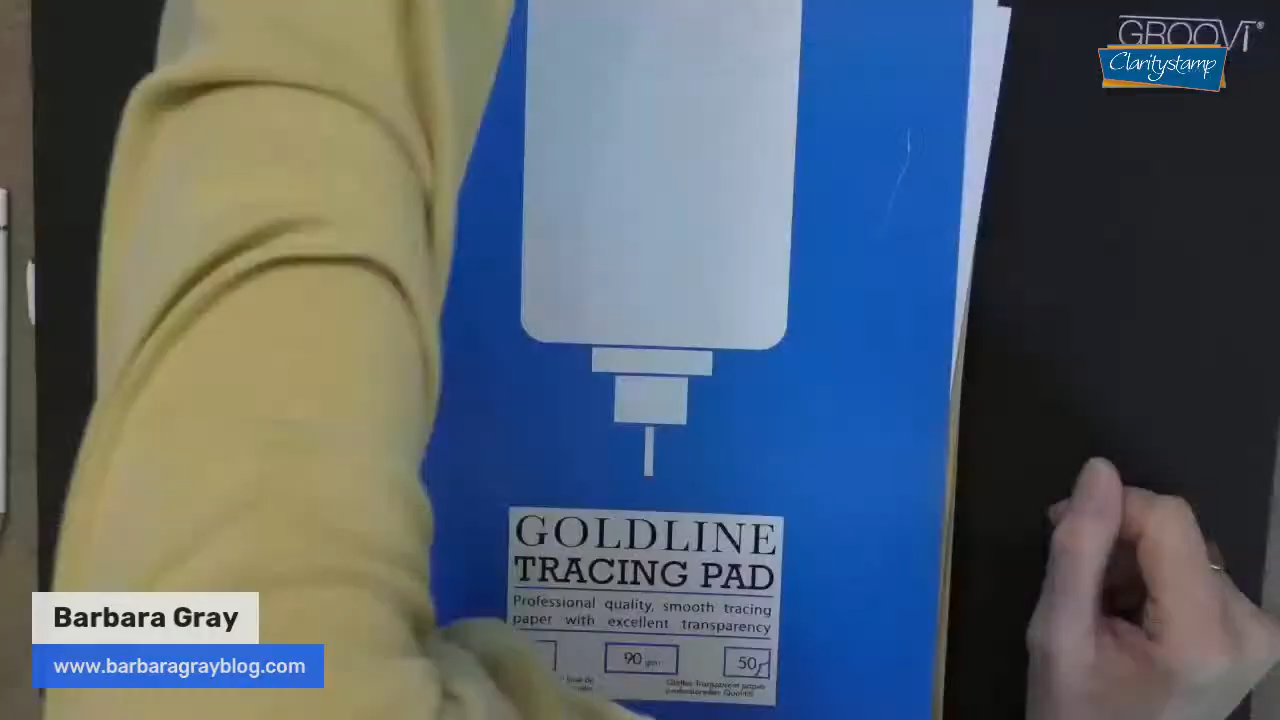 GROOVI®
Claritystamp
GOLDLINE
TRACING PAD
Professional quality, smooth tracing
paper with excellent transparency
90 gsm
50
Barbara Gray
www.barbaragrayblog.com